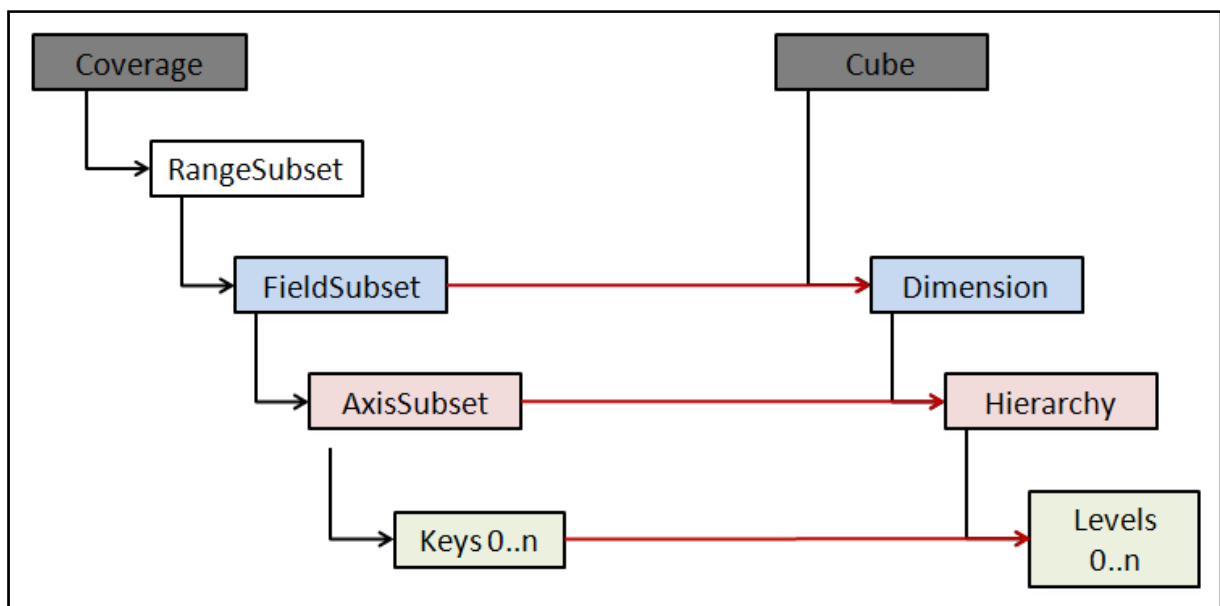 Coverage
Cube
RangeSubset
FieldSubset
Dimension
AxisSubset
Hierarchy
Keys 0..n
Levels
0..n